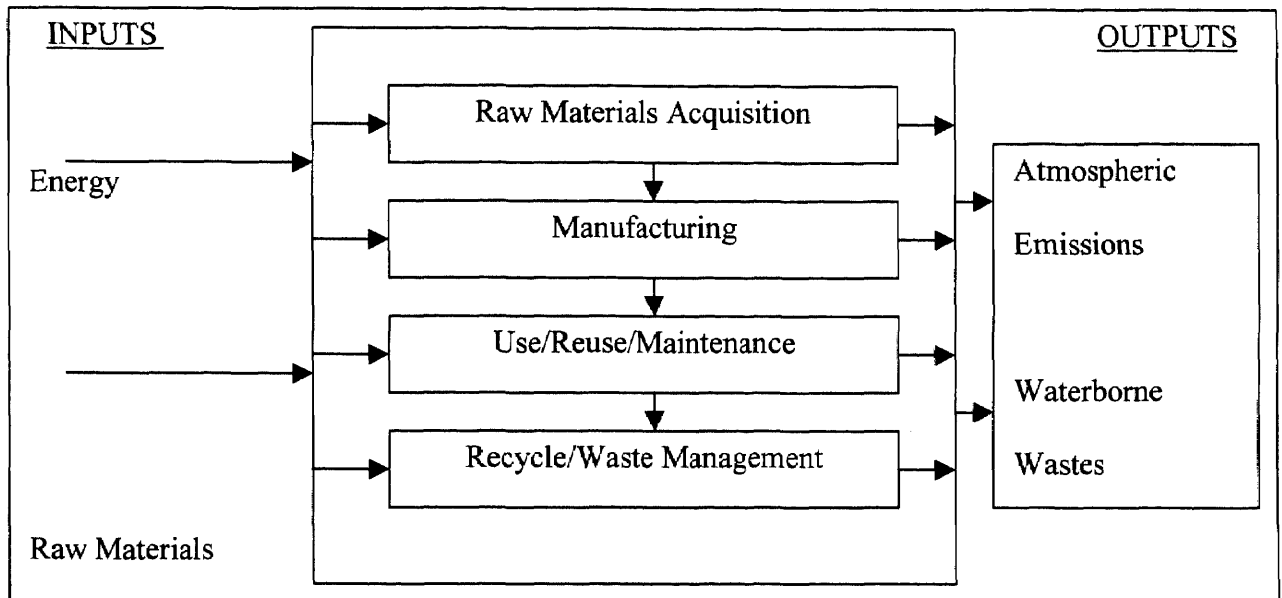 INPUTS
OUTPUTS
Raw Materials Acquisition
Energy
Atmospheric
Manufacturing
Emissions
Use/Reuse/Maintenance
Waterborne
Recycle/Waste Management
Wastes
Raw Materials